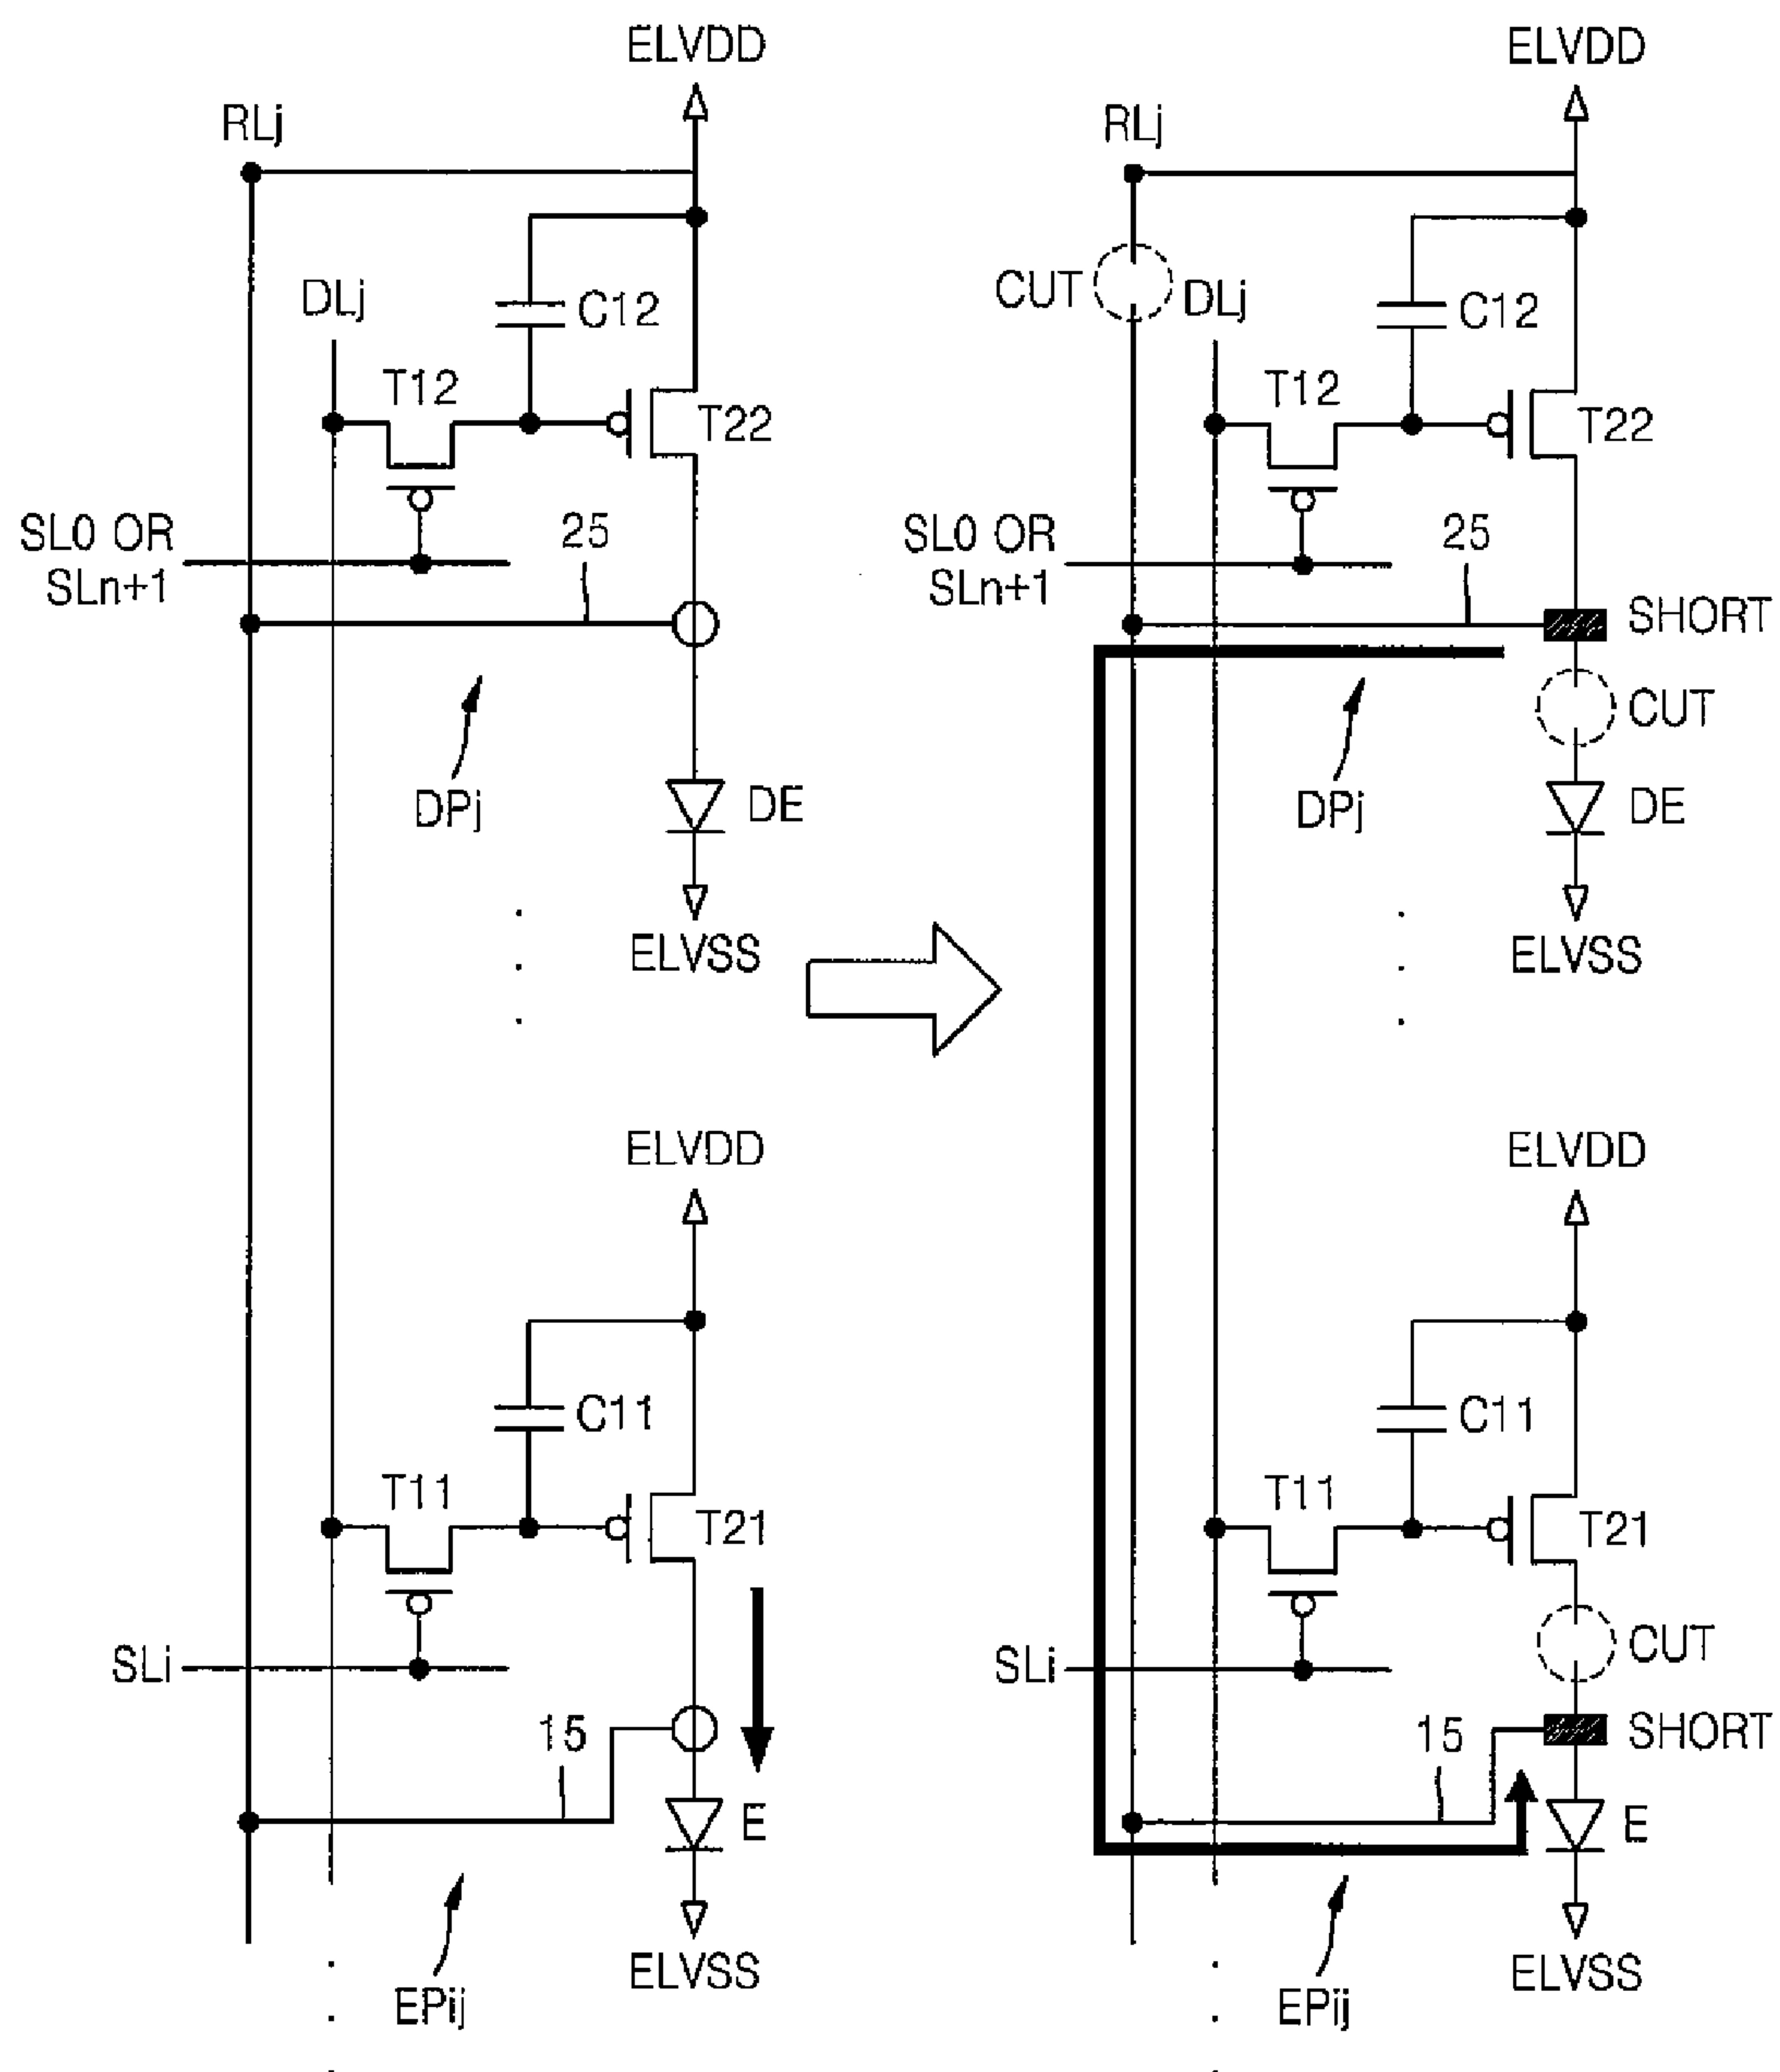 ELVDD
RLj
DLj
C12
T12
T22
SL0 OR
SLn+1
25
DPj
DE
ELVSS
ELVDD
C11
T11
T21
SLi
15
E
EPij
ELVSS
ELVDD
RLj
CUT
DLj
C12
T12
T22
SL0 OR
SLn+1
25
SHORT
CUT
DPj
DE
ELVSS
ELVDD
C11
T11
T21
CUT
SLi
15
SHORT
E
EPij
ELVSS